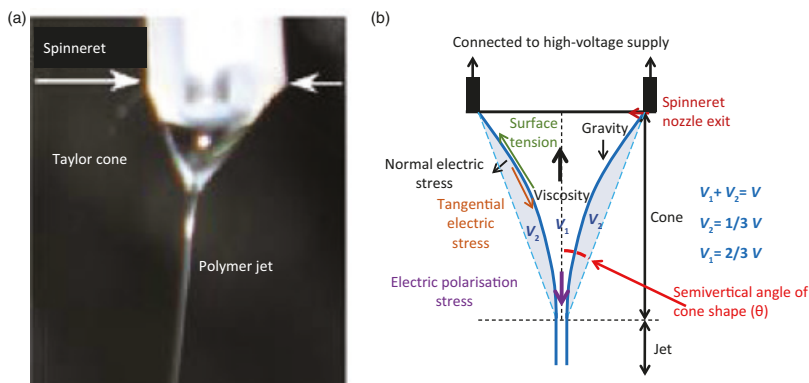 (a)
Spinneret
Taylor cone
Polymer jet
(b)
Connected to high-voltage supply
Surface
tension
Gravity
Spinneret
nozzle exit
Normal electric
stress
Viscosity
Tangential
electric
stress
V₂
V₁
V₂
Cone
V₁ + V₂ = V
V₂ = 1/3 V
V₁ = 2/3 V
Electric polarisation
stress
Semivertical angle of
cone shape (θ)
Jet